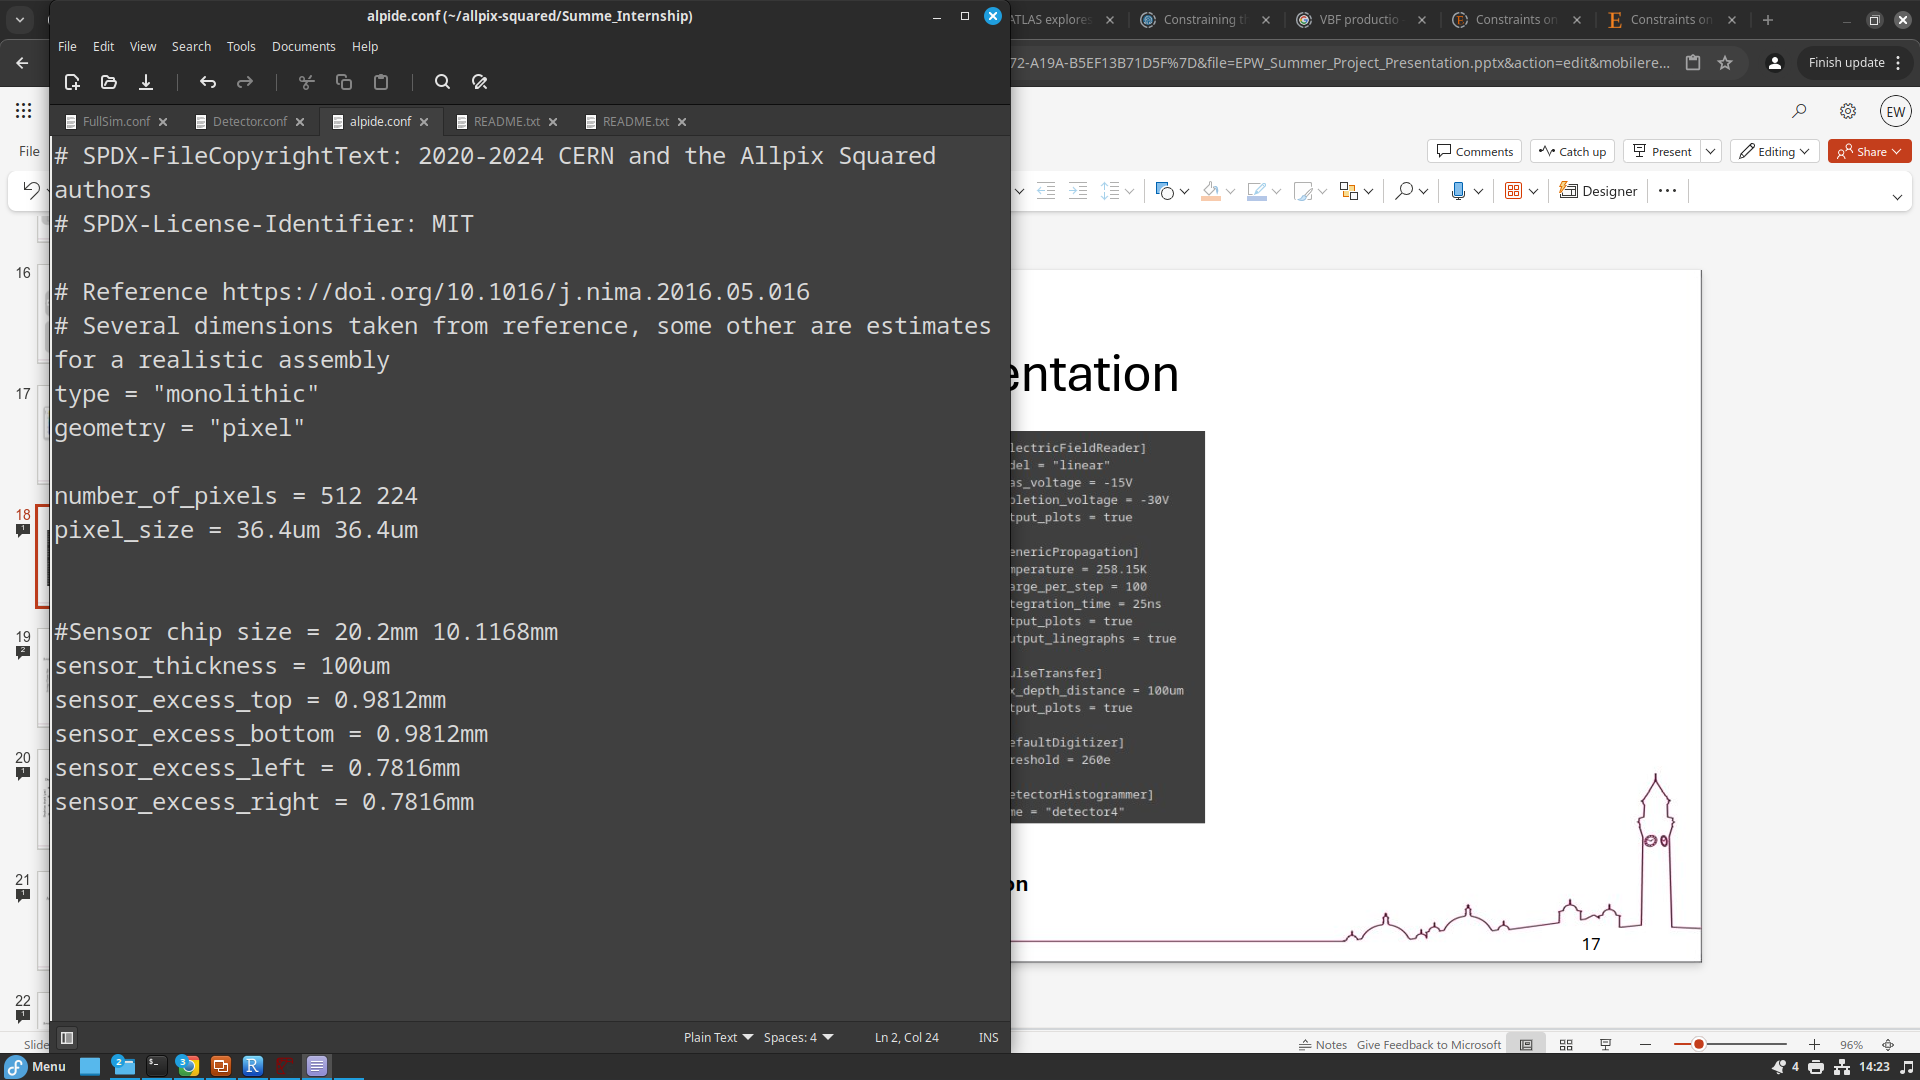 alpide.conf (~/allpix-squared/Summe_Internship)
File Edit View Search Tools Documents Help
FullSim.conf Detector.conf alpide.conf README.txt README.txt
# SPDX-FileCopyrightText: 2020-2024 CERN and the Allpix Squared
authors
# SPDX-License-Identifier: MIT
# Reference https://doi.org/10.1016/j.nima.2016.05.016
# Several dimensions taken from reference, some other are estimates
for a realistic assembly
type = "monolithic"
geometry = "pixel"
number_of_pixels = 512 224
pixel_size = 36.4um 36.4um
#Sensor chip size = 20.2mm 10.1168mm
sensor_thickness = 100um
sensor_excess_top = 0.9812mm
sensor_excess_bottom = 0.9812mm
sensor_excess_left = 0.7816mm
sensor_excess_right = 0.7816mm
Plain Text Spaces: 4 Ln 2, Col 24 INS
ATLAS explores Constraining th VBF productio Constraints on Constraints on
72-A19A-B5EF13B71D5F%7D&file=EPW_Summer_Project_Presentation.pptx&action=edit&mobilere... Finish update
EW
File
Comments Catch up Present Editing Share
Designer
16
17
18
19
20
21
22
entation
lectricFieldReader]
del = "linear"
as_voltage = -15V
pletion_voltage = -30V
tput_plots = true
enericPropagation]
mperature = 258.15K
arge_per_step = 100
tegration_time = 25ns
tput_plots = true
utput_linegraphs = true
ulseTransfer]
x_depth_distance = 100um
tput_plots = true
efaultDigitizer]
reshold = 260e
etectorHistogrammer]
me = "detector4"
on
17
Slide
Notes Give Feedback to Microsoft 96%
Menu 2 3 R 4 14:23